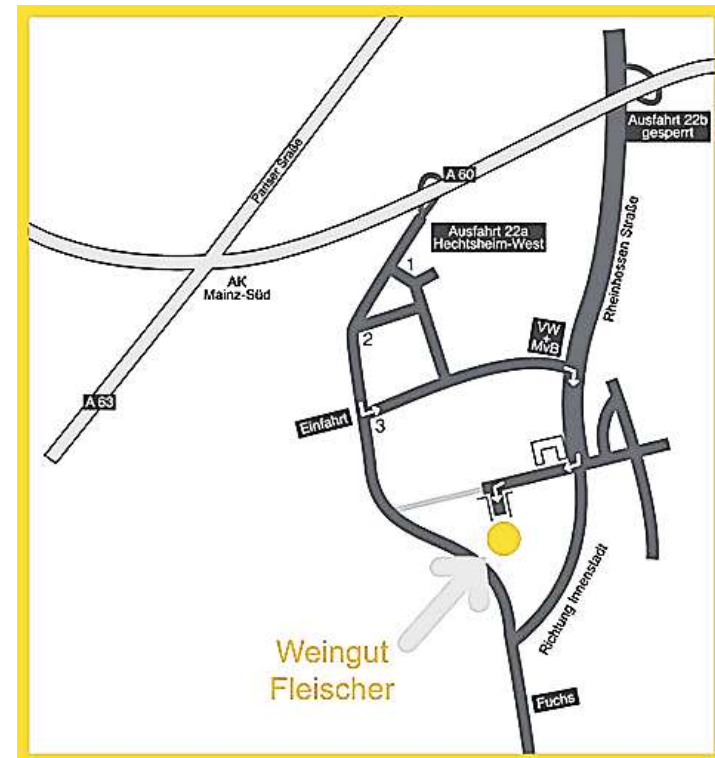 Pariser Sraße
A 60
Ausfahrt 22b
gesperrt
Ausfahrt 22a
Hechtsheim-West
Rheinhessen Straße
AK
Mainz-Süd
1
2
VW
+
MvB
A 63
Einfahrt
3
Richtung Innenstadt
Weingut
Fleischer
Fuchs